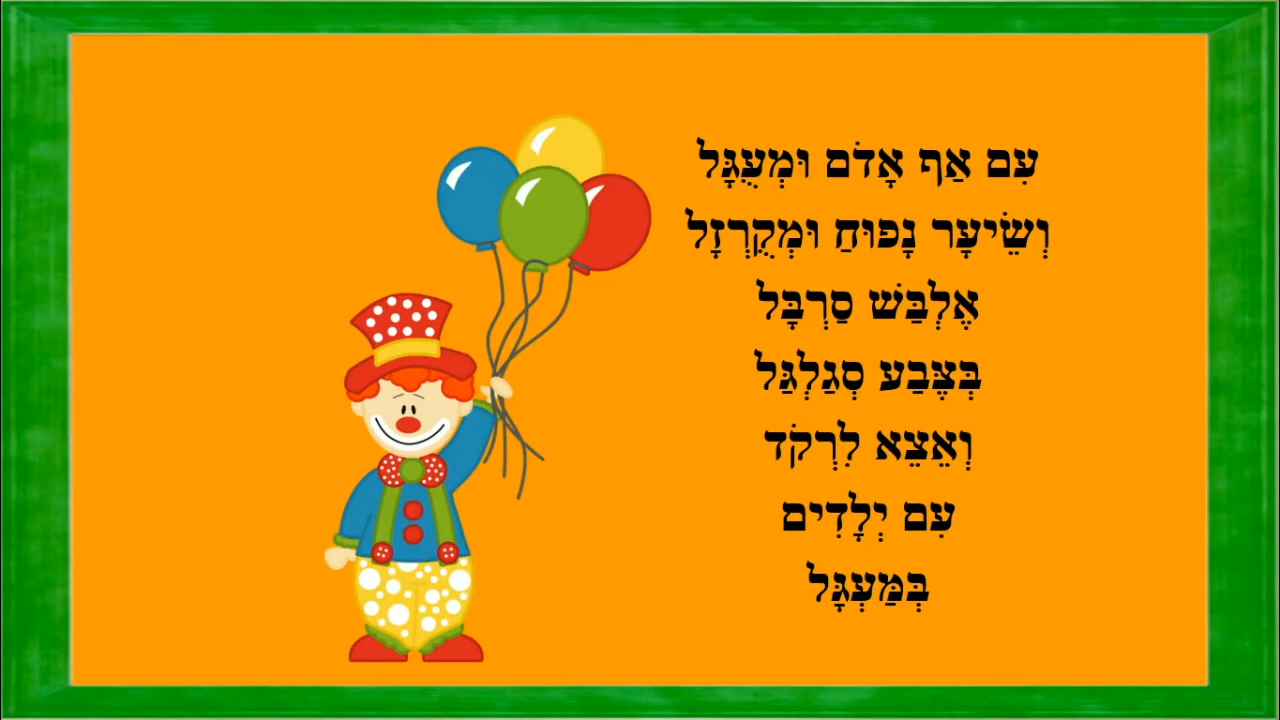 עִם אַף אָדֹם וּמְעֻגָּל
וְשֵׂיעָר נָפוּחַ וּמְקֻרְזָל
אֶלְבַּשׁ סַרְבָּל
בְּצֶּבַע סְגַלְגַּל
וְאֵצֵא לִרְקֹד
עִם יְלָדִים
בְּמַּעְגָּל